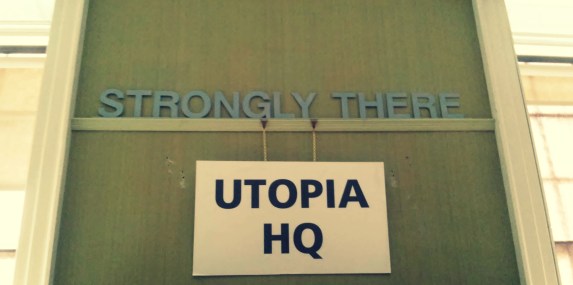 STRONGLY THERE
UTOPIA
HQ